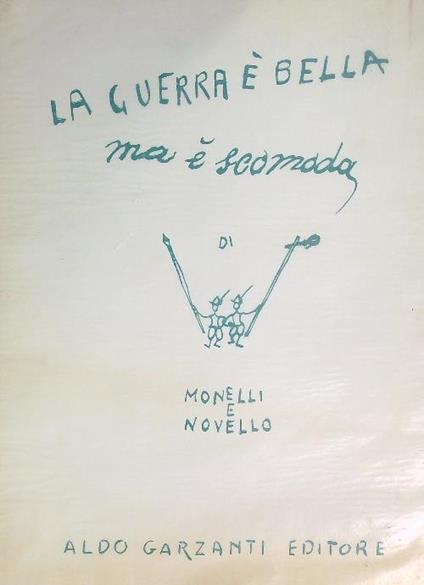 LA GUERRA È BELLA
ma è scomoda
DI
MONELLI
E
NOVELLO
ALDO GARZANTI EDITORE